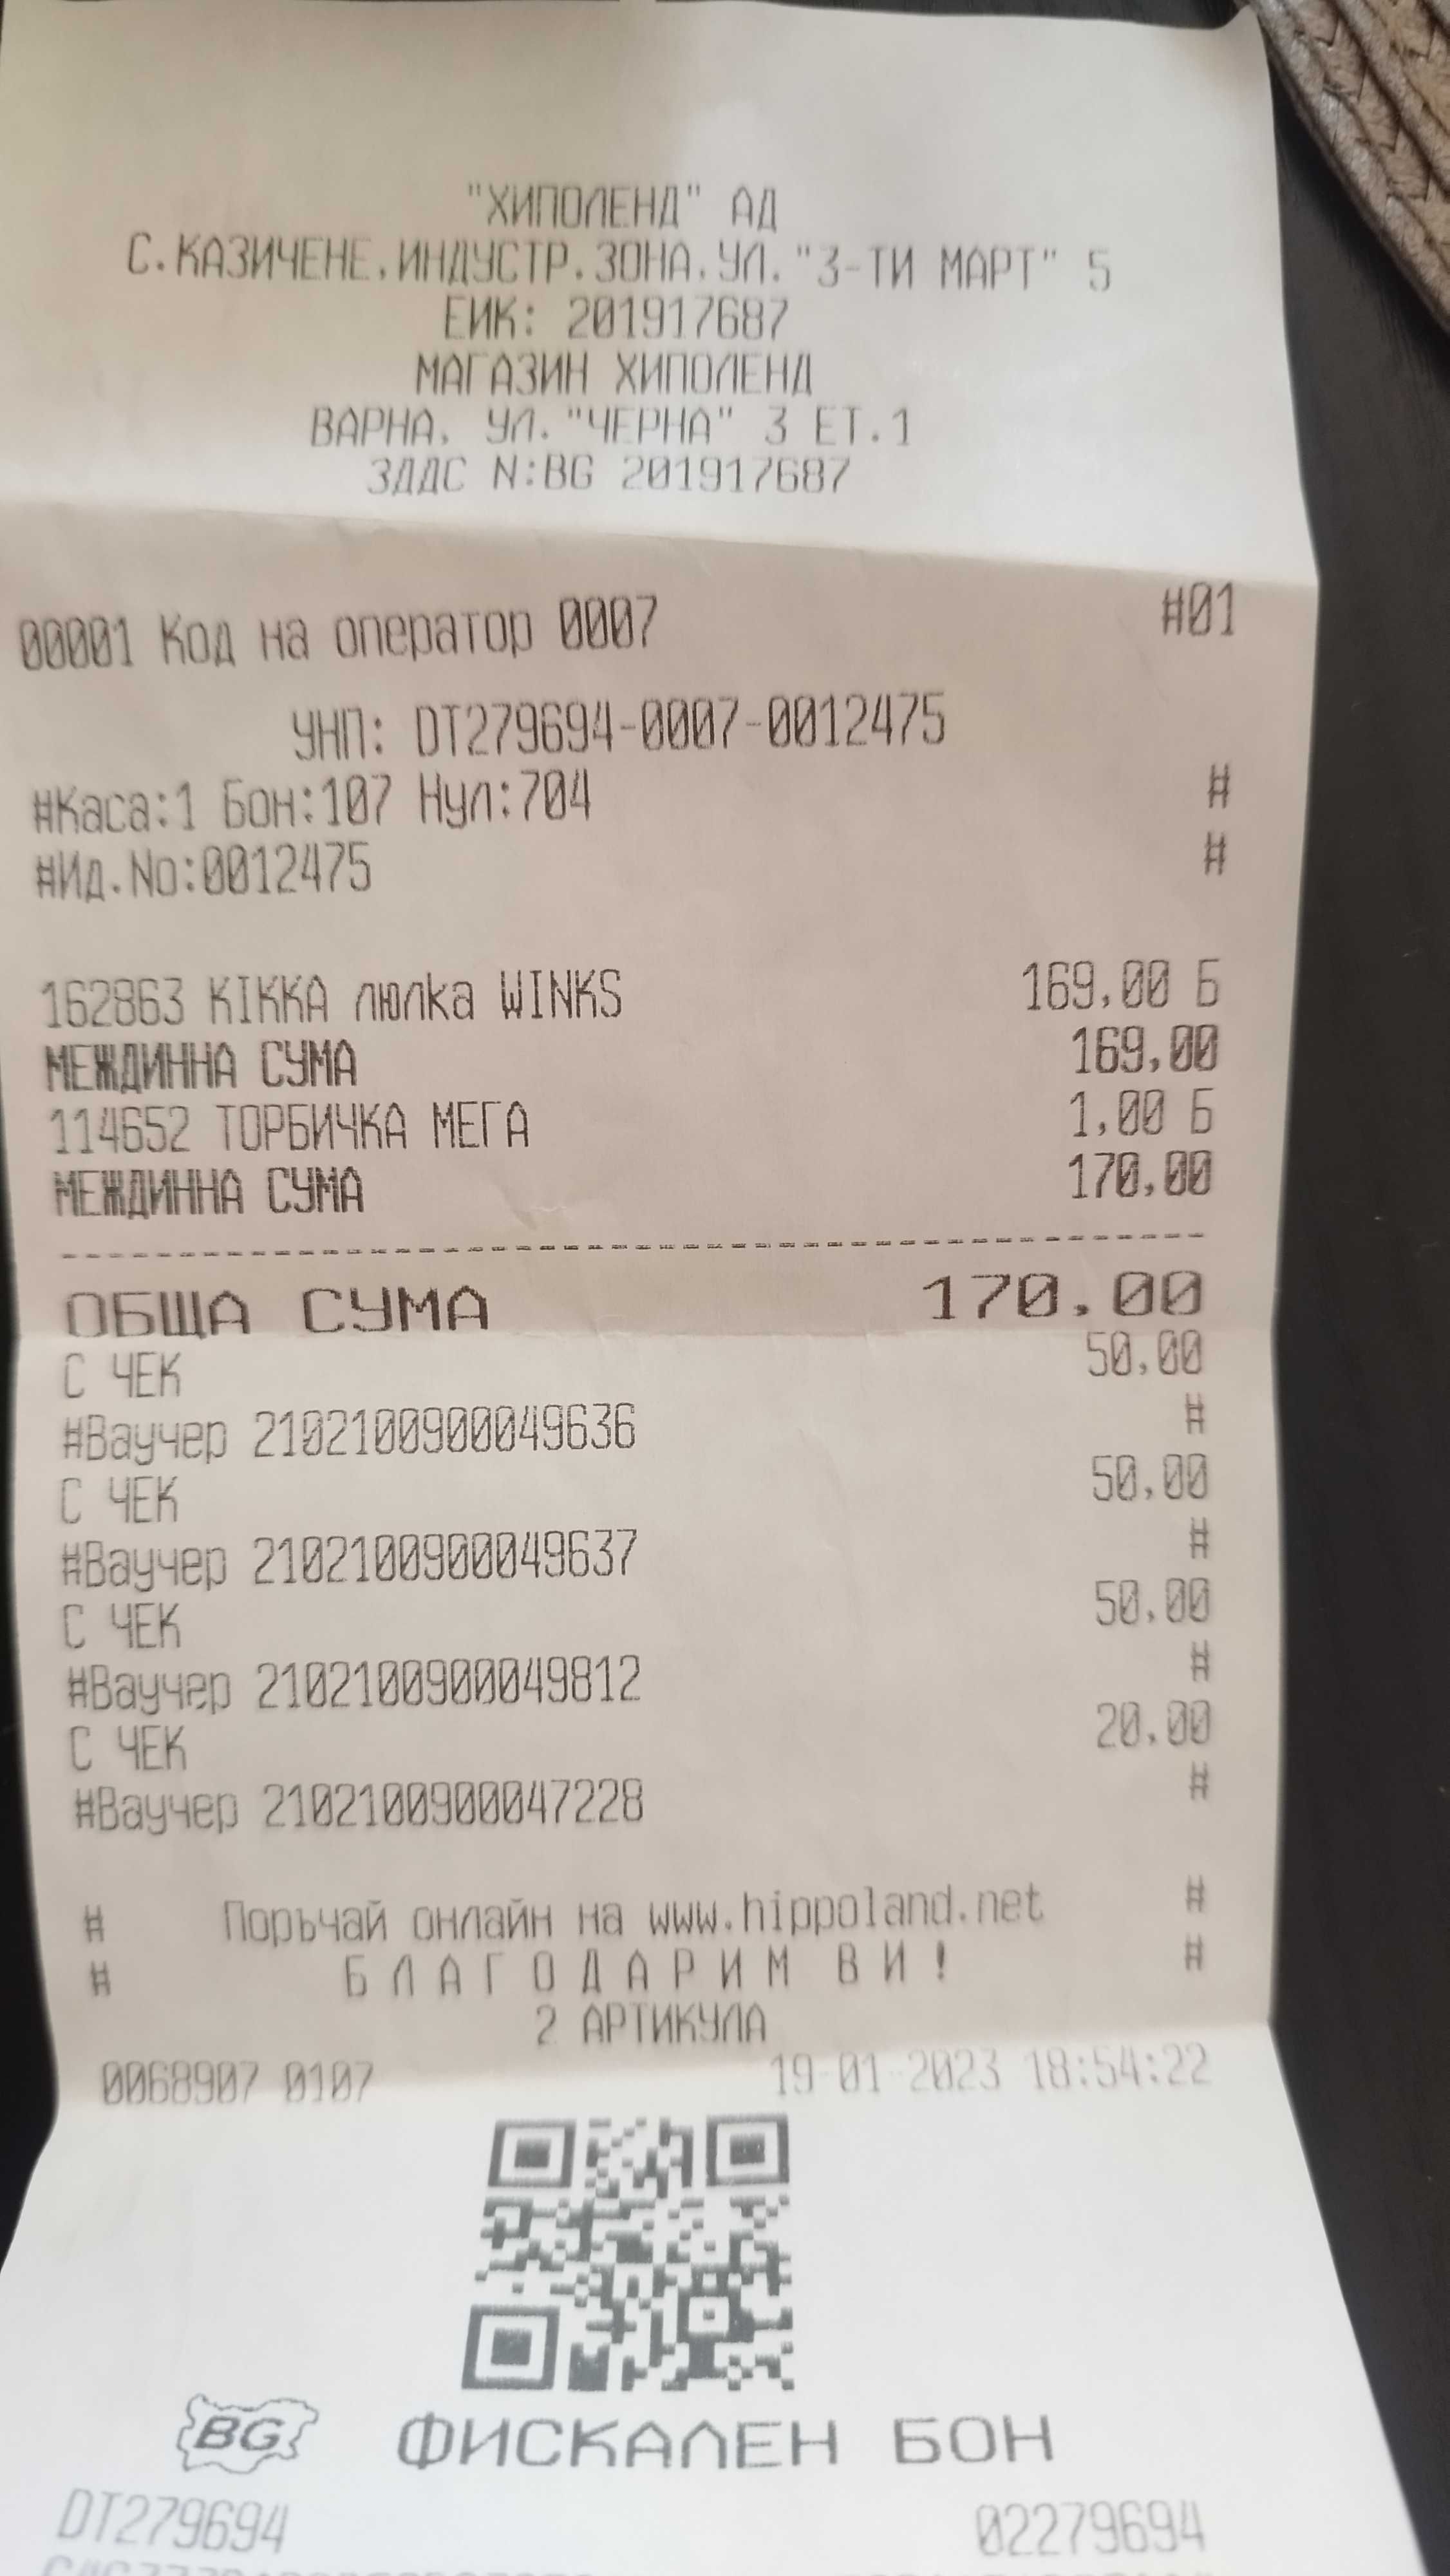 "ХИПОЛЕНД" АД
С.КАЗИЧЕНЕ,ИНДУСТР.ЗОНА,УЛ."3-ТИ МАРТ" 5
ЕИК: 201917687
МАГАЗИН ХИПОЛЕНД
ВАРНА, УЛ."ЧЕРНА" 3 ЕТ.1
ЗДДС N:BG 201917687
00001 Код на оператор 0007 #01
УНП: DT279694-0007-0012475
#Каса:1 Бон:107 Нул:704 #
#Ид.No:0012475 #
162863 KIKKA люлка WINKS 169,00 Б
МЕЖДИННА СУМА 169,00
114652 ТОРБИЧКА МЕГА 1,00 Б
МЕЖДИННА СУМА 170,00
ОБЩА СУМА 170.00
С ЧЕК 50,00
#Ваучер 2102100900049636 #
С ЧЕК 50,00
#Ваучер 2102100900049637 #
С ЧЕК 50,00
#Ваучер 2102100900049812 #
С ЧЕК 20,00
#Ваучер 2102100900047228 #
# Поръчай онлайн на www.hippoland.net #
# Б Л А Г О Д А Р И М В И ! #
2 АРТИКУЛА
0068907 0107 19-01-2023 18:54:22
BG ФИСКАЛЕН БОН
DT279694 02279694